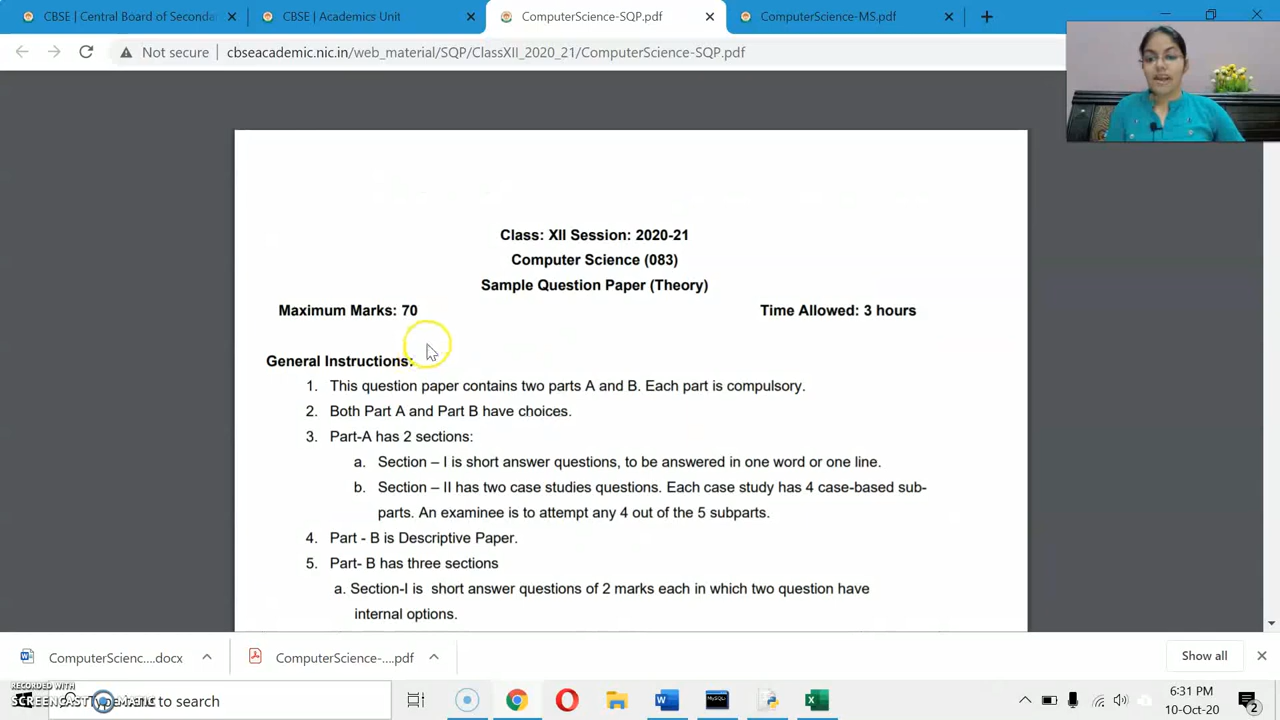 CBSE | Central Board of Seconda
CBSE | Academics Unit
ComputerScience-SQP.pdf
ComputerScience-MS.pdf
Not secure
cbseacademic.nic.in/web_material/SQP/ClassXII_2020_21/ComputerScience-SQP.pdf
Class: XII Session: 2020-21
Computer Science (083)
Sample Question Paper (Theory)
Maximum Marks: 70 Time Allowed: 3 hours
General Instructions:
1. This question paper contains two parts A and B. Each part is compulsory.
2. Both Part A and Part B have choices.
3. Part-A has 2 sections:
a. Section – I is short answer questions, to be answered in one word or one line.
b. Section – II has two case studies questions. Each case study has 4 case-based sub-
parts. An examinee is to attempt any 4 out of the 5 subparts.
4. Part - B is Descriptive Paper.
5. Part- B has three sections
a. Section-I is short answer questions of 2 marks each in which two question have
internal options.
ComputerScienc....docx
ComputerScience-....pdf
Show all
RECORDED WITH
SCREENCAST MATIC
here to search
6:31 PM
10-Oct-20
2